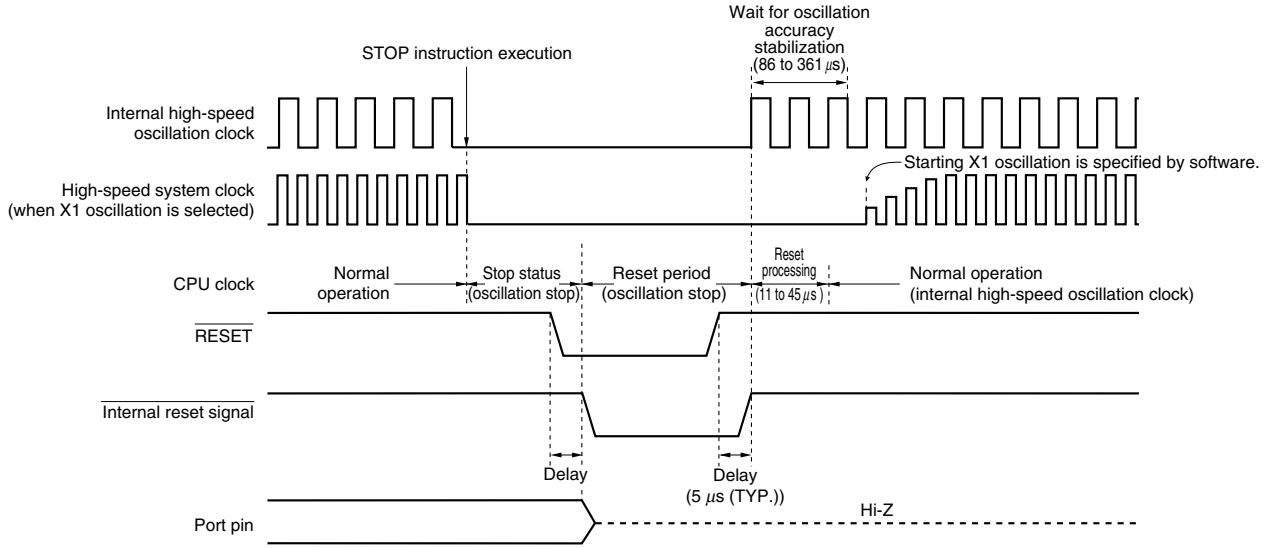 Wait for oscillation
accuracy
stabilization
(86 to 361 μs)
STOP instruction execution
Internal high-speed
oscillation clock
Starting X1 oscillation is specified by software.
High-speed system clock
(when X1 oscillation is selected)
CPU clock
Normal
operation
Stop status
(oscillation stop)
Reset period
(oscillation stop)
Reset
processing
(11 to 45 μs)
Normal operation
(internal high-speed oscillation clock)
RESET
Internal reset signal
Delay
Delay
(5 μs (TYP.))
Port pin
Hi-Z